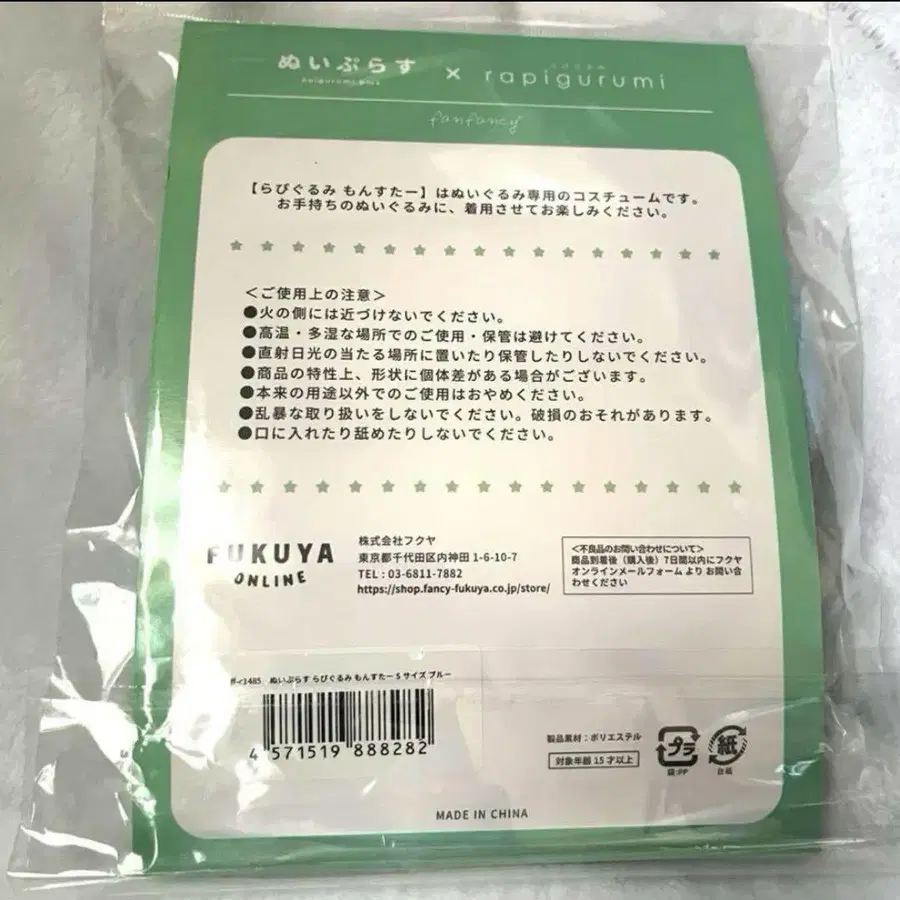 ぬいぷらす × rapigurumi
nuigurumi plus
fanfancy
【らぴぐるみ もんすたー】はぬいぐるみ専用のコスチュームです。
お手持ちのぬいぐるみに、着用させてお楽しみください。
＜ご使用上の注意＞
●火の側には近づけないでください。
●高温・多湿な場所でのご使用・保管は避けてください。
●直射日光の当たる場所に置いたり保管したりしないでください。
●商品の特性上、形状に個体差がある場合がございます。
●本来の用途以外でのご使用はおやめください。
●乱暴な取り扱いをしないでください。破損のおそれがあります。
●口に入れたり舐めたりしないでください。
FUKUYA
ONLINE
株式会社フクヤ
東京都千代田区内神田 1-6-10-7
TEL : 03-6811-7882
https://shop.fancy-fukuya.co.jp/store/
＜不良品のお問い合わせについて＞
商品到着後（購入後）7日間以内にフクヤ
オンラインメールフォーム より お問い合
わせください
1485 ぬいぷらす らぴぐるみ もんすたー S サイズ ブルー
4 571519 888282
製品素材：ポリエステル
対象年齢 15 才以上
プラ
袋:PP
紙
台紙
MADE IN CHINA